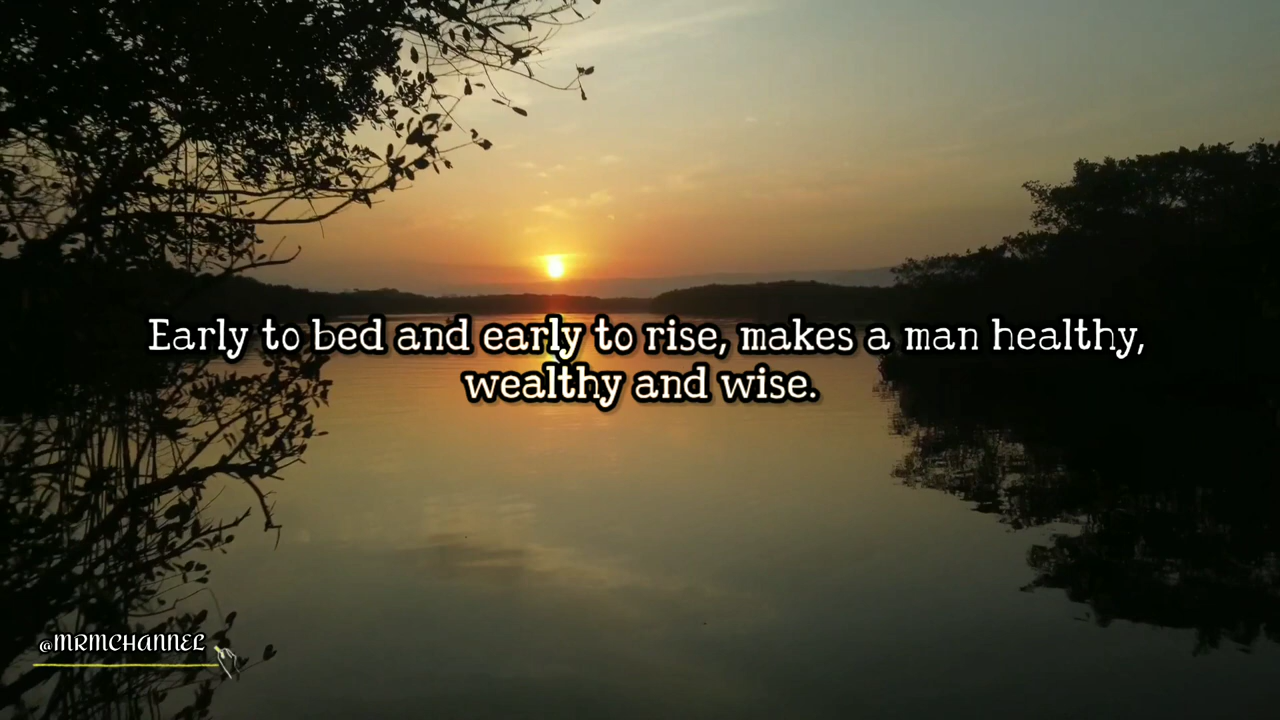 Early to bed and early to rise, makes a man healthy,
wealthy and wise.
@MRMCHANNEL